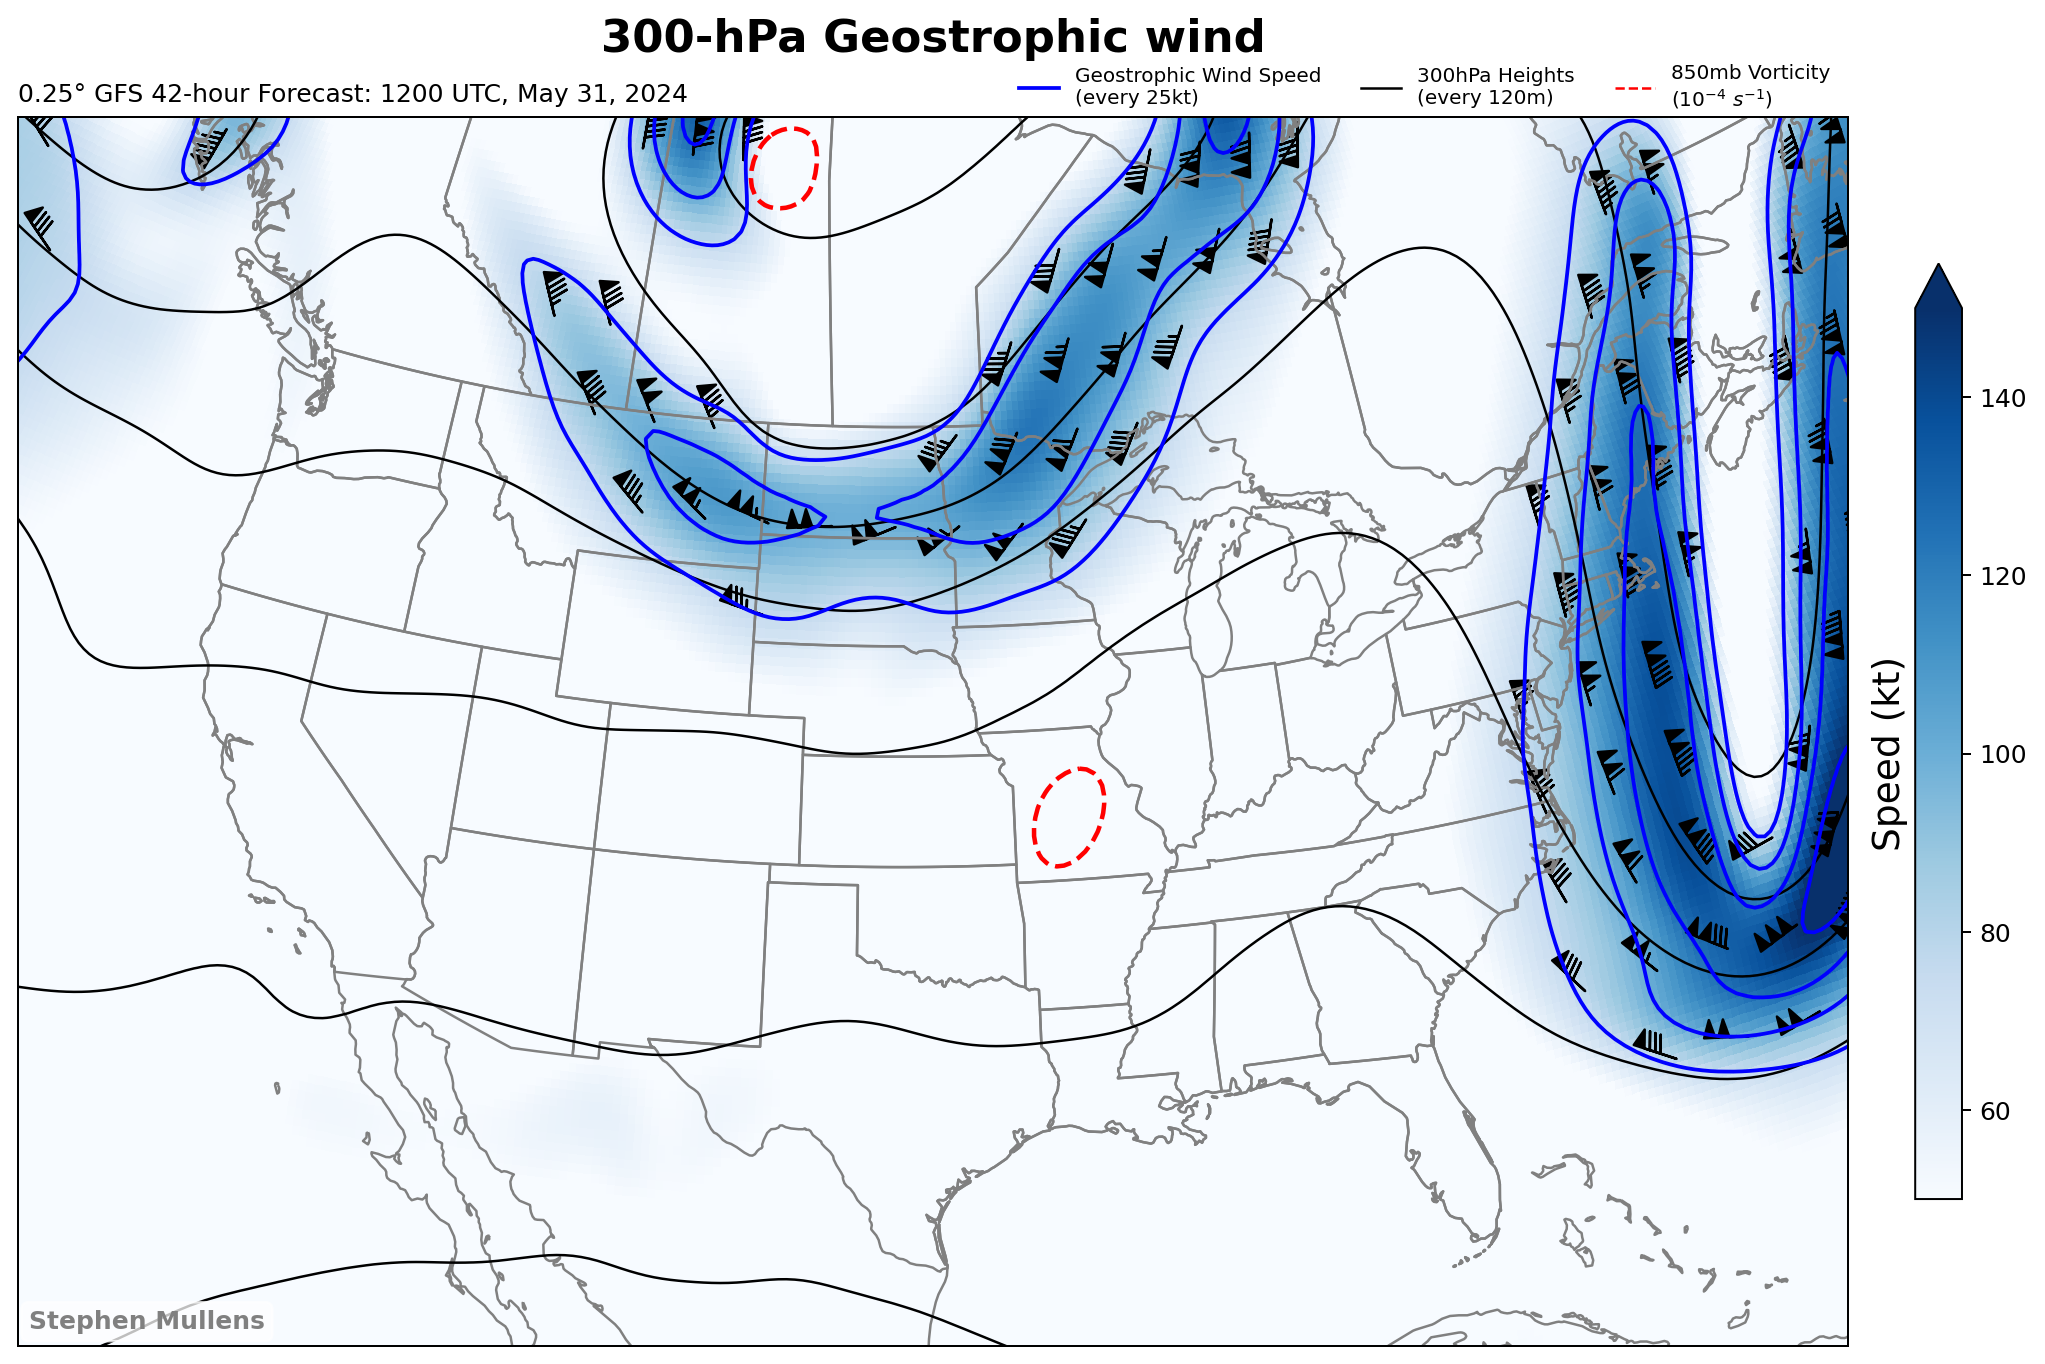 300-hPa Geostrophic wind
0.25° GFS 42-hour Forecast: 1200 UTC, May 31, 2024
Geostrophic Wind Speed
(every 25kt)
300hPa Heights
(every 120m)
850mb Vorticity
(10⁻⁴ s⁻¹)
140
120
100
80
60
Speed (kt)
Stephen Mullens